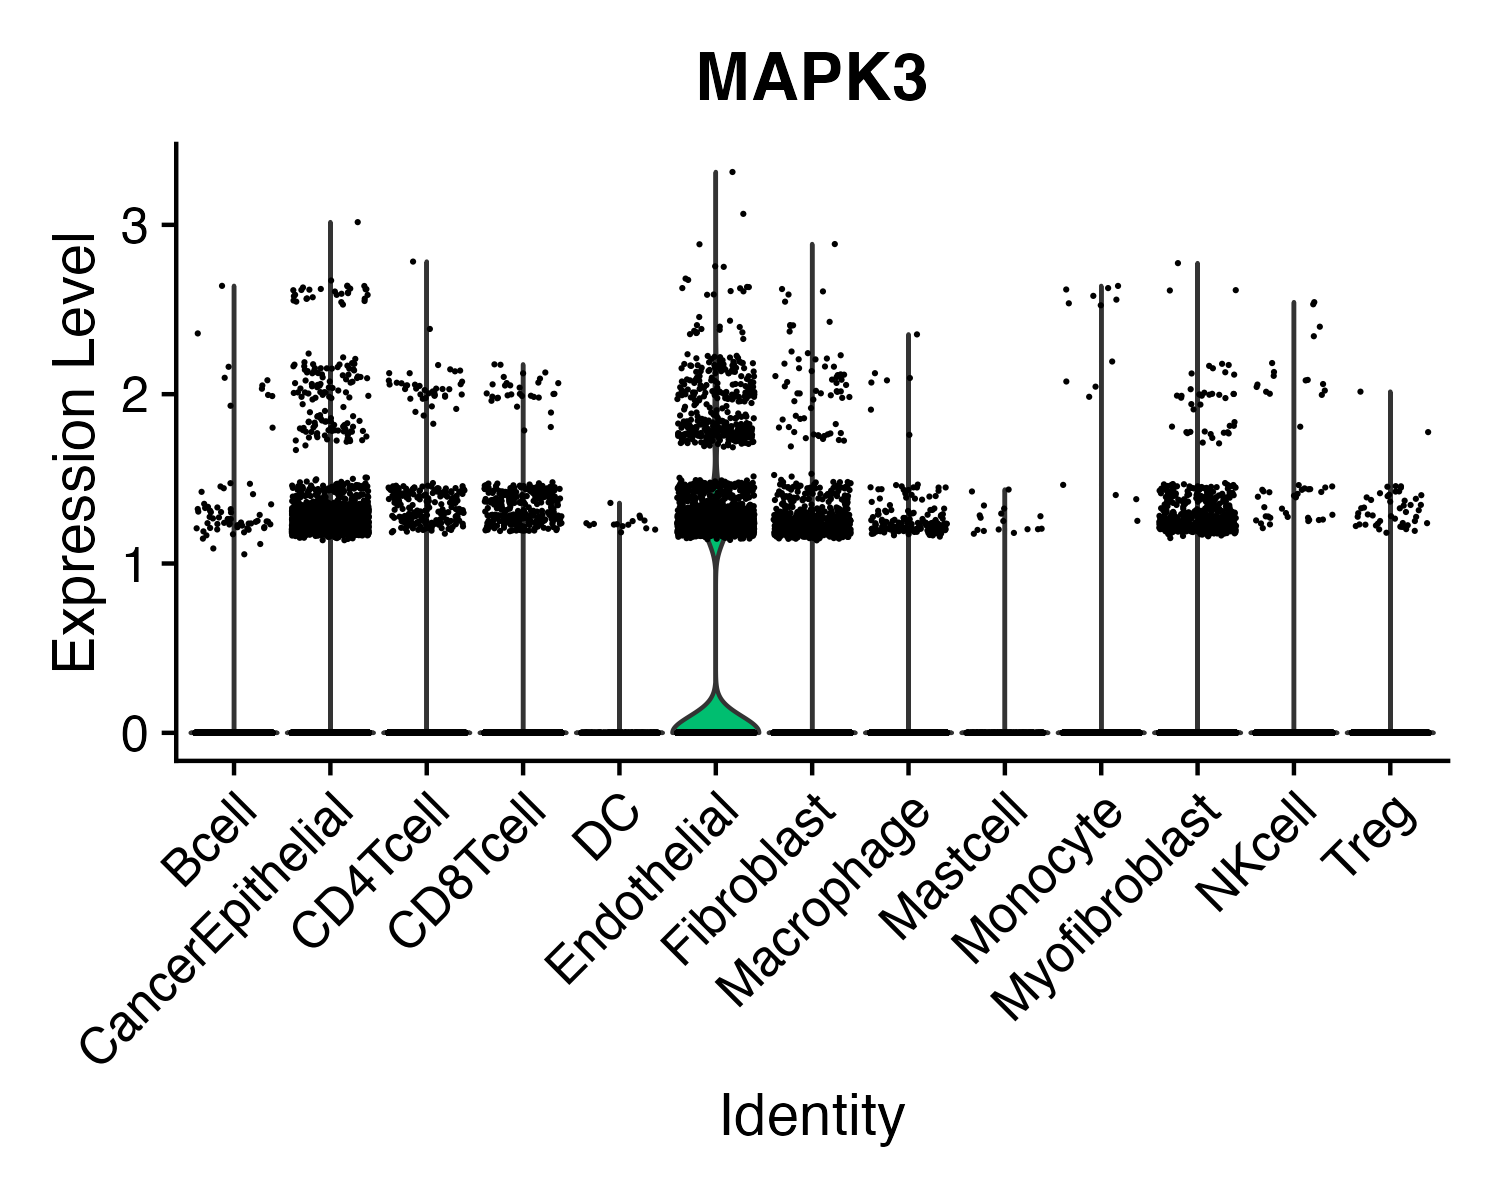 MAPK3
Expression Level
3
2
1
0
Bcell
CancerEpithelial
CD4Tcell
CD8Tcell
DC
Endothelial
Fibroblast
Macrophage
Mastcell
Monocyte
Myofibroblast
NKcell
Treg
Identity